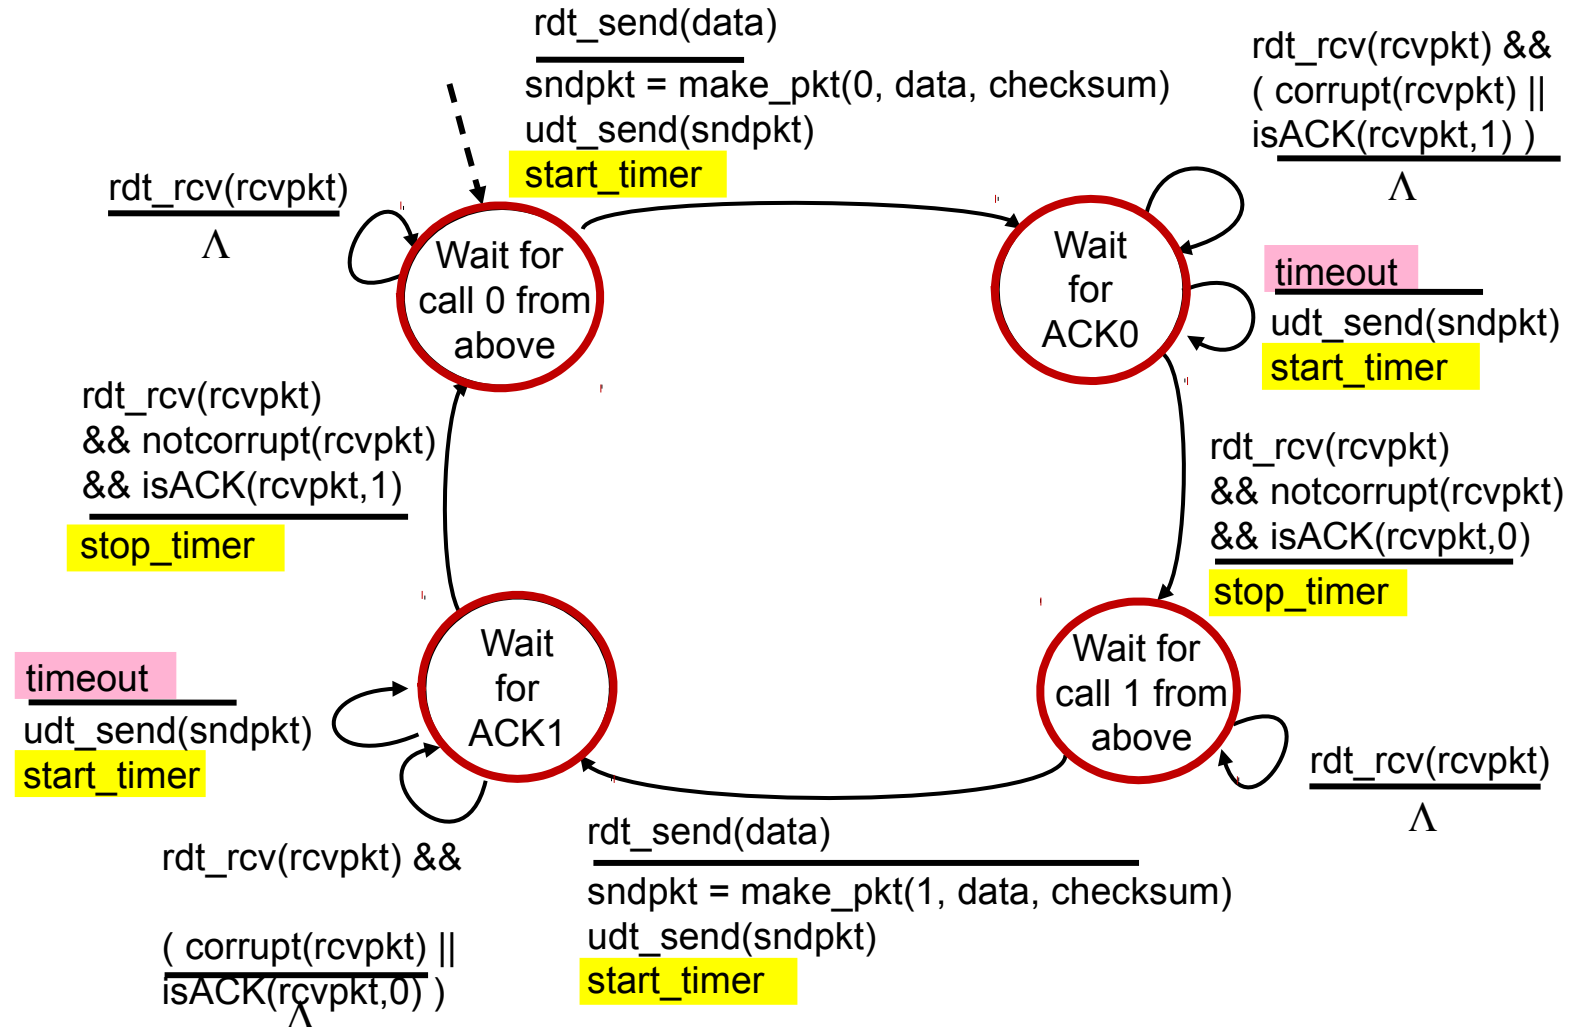 rdt_send(data)
sndpkt = make_pkt(0, data, checksum)
udt_send(sndpkt)
start_timer
rdt_rcv(rcvpkt) &&
( corrupt(rcvpkt) ||
isACK(rcvpkt,1) )
Λ
rdt_rcv(rcvpkt)
Λ
Wait for
call 0 from
above
Wait
for
ACK0
timeout
udt_send(sndpkt)
start_timer
rdt_rcv(rcvpkt)
&& notcorrupt(rcvpkt)
&& isACK(rcvpkt,1)
stop_timer
rdt_rcv(rcvpkt)
&& notcorrupt(rcvpkt)
&& isACK(rcvpkt,0)
stop_timer
Wait
for
ACK1
Wait for
call 1 from
above
timeout
udt_send(sndpkt)
start_timer
rdt_rcv(rcvpkt)
Λ
rdt_rcv(rcvpkt) &&
( corrupt(rcvpkt) ||
isACK(rcvpkt,0) )
Λ
rdt_send(data)
sndpkt = make_pkt(1, data, checksum)
udt_send(sndpkt)
start_timer